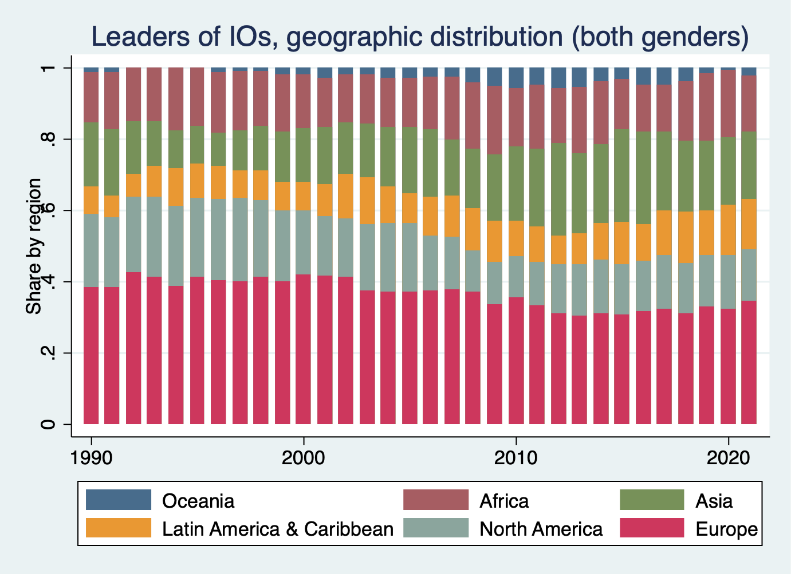 Leaders of IOs, geographic distribution (both genders)
Share by region
1
.8
.6
.4
.2
0
1990 2000 2010 2020
Oceania Africa Asia
Latin America & Caribbean North America Europe